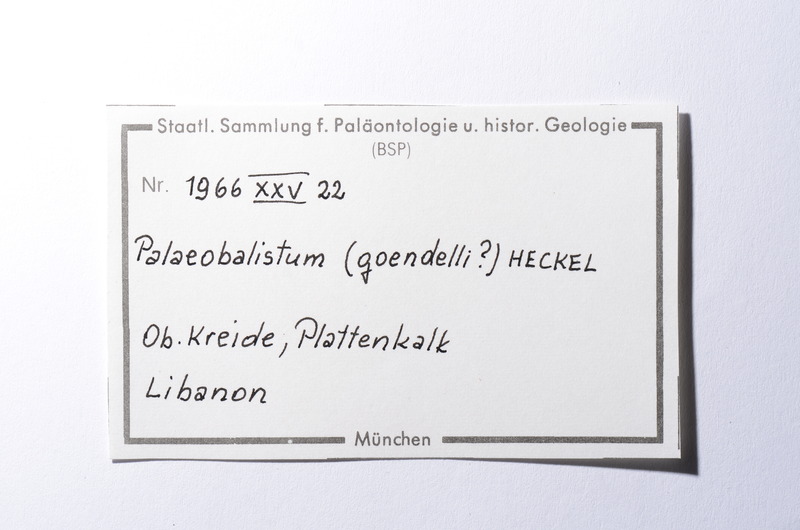 Staatl. Sammlung f. Paläontologie u. histor. Geologie
(BSP)
Nr. 1966 XXV 22
Palaeobalistum (goendelli?) HECKEL
Ob. Kreide, Plattenkalk
Libanon
München